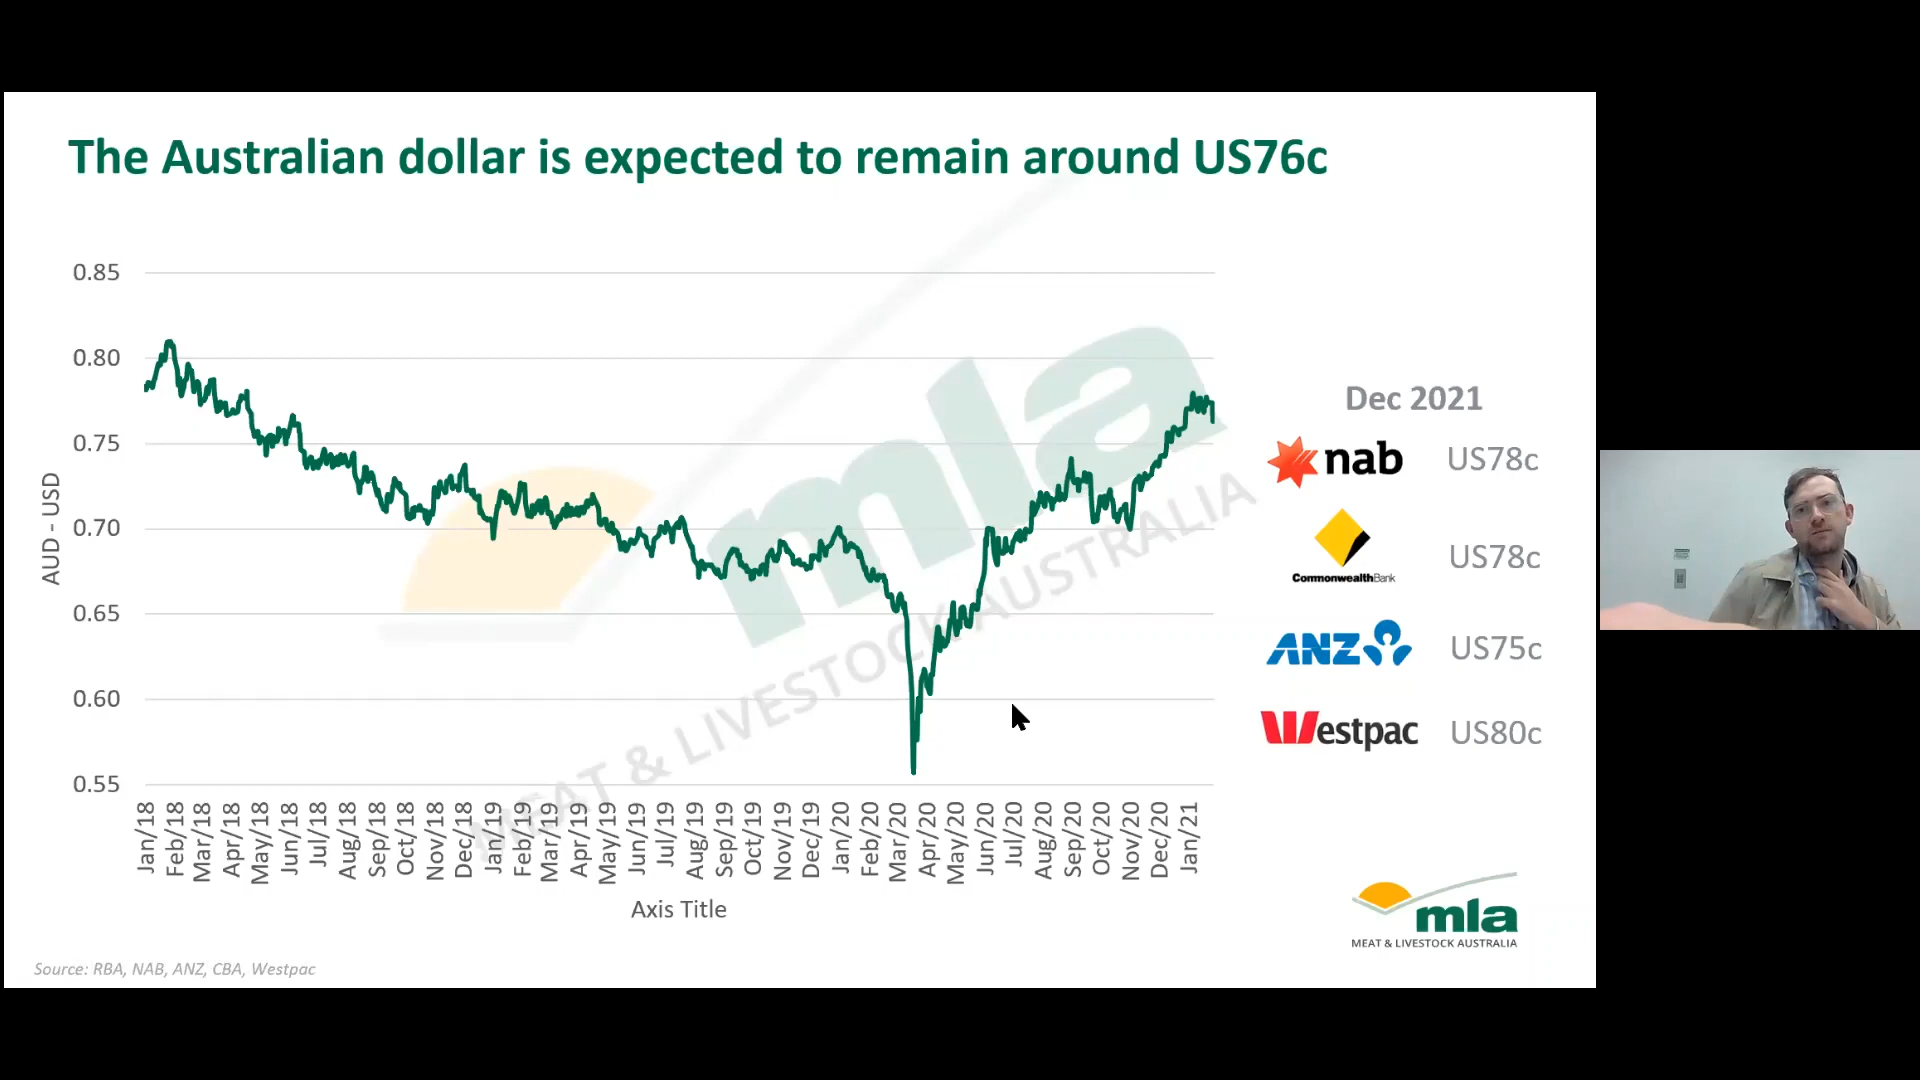 The Australian dollar is expected to remain around US76c
0.85
0.80
0.75
0.70
0.65
0.60
0.55
AUD - USD
Jan/18
Feb/18
Mar/18
Apr/18
May/18
Jun/18
Jul/18
Aug/18
Sep/18
Oct/18
Nov/18
Dec/18
Jan/19
Feb/19
Mar/19
Apr/19
May/19
Jun/19
Jul/19
Aug/19
Sep/19
Oct/19
Nov/19
Dec/19
Jan/20
Feb/20
Mar/20
Apr/20
May/20
Jun/20
Jul/20
Aug/20
Sep/20
Oct/20
Nov/20
Dec/20
Jan/21
Axis Title
mla
MEAT & LIVESTOCK AUSTRALIA
Dec 2021
nab US78c
CommonwealthBank US78c
ANZ US75c
Westpac US80c
mla
MEAT & LIVESTOCK AUSTRALIA
Source: RBA, NAB, ANZ, CBA, Westpac